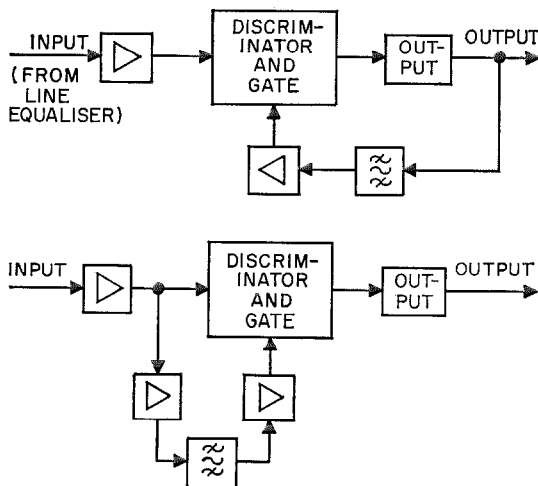 INPUT
(FROM
LINE
EQUALISER)
DISCRIM-
INATOR
AND
GATE
OUT-
PUT
OUTPUT
INPUT
DISCRIM-
INATOR
AND
GATE
OUT-
PUT
OUTPUT